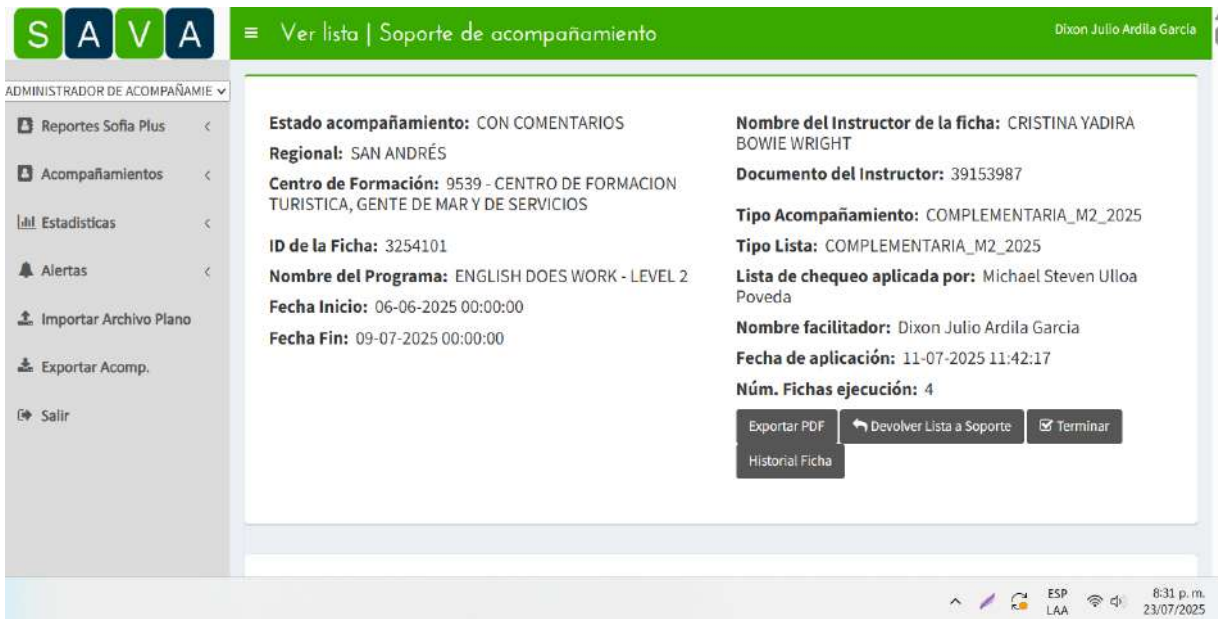 SAVA
≡ Ver lista | Soporte de acompañamiento
Dixon Julio Ardila Garcia
ADMINISTRADOR DE ACOMPAÑAMIE
Reportes Sofia Plus
Acompañamientos
Estadisticas
Alertas
Importar Archivo Plano
Exportar Acomp.
Salir
Estado acompañamiento: CON COMENTARIOS
Regional: SAN ANDRÉS
Centro de Formación: 9539 - CENTRO DE FORMACION
TURISTICA, GENTE DE MAR Y DE SERVICIOS
ID de la Ficha: 3254101
Nombre del Programa: ENGLISH DOES WORK - LEVEL 2
Fecha Inicio: 06-06-2025 00:00:00
Fecha Fin: 09-07-2025 00:00:00
Nombre del Instructor de la ficha: CRISTINA YADIRA
BOWIE WRIGHT
Documento del Instructor: 39153987
Tipo Acompañamiento: COMPLEMENTARIA_M2_2025
Tipo Lista: COMPLEMENTARIA_M2_2025
Lista de chequeo aplicada por: Michael Steven Ulloa
Poveda
Nombre facilitador: Dixon Julio Ardila Garcia
Fecha de aplicación: 11-07-2025 11:42:17
Núm. Fichas ejecución: 4
Exportar PDF
Devolver Lista a Soporte
Terminar
Historial Ficha
ESP
LAA
8:31 p. m.
23/07/2025